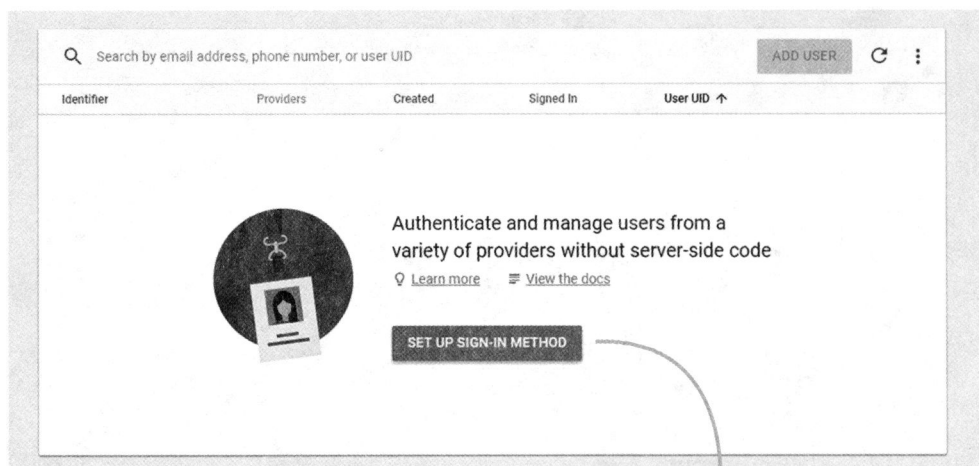 Search by email address, phone number, or user UID
ADD USER
Identifier Providers Created Signed In User UID ↑
Authenticate and manage users from a
variety of providers without server-side code
Learn more View the docs
SET UP SIGN-IN METHOD